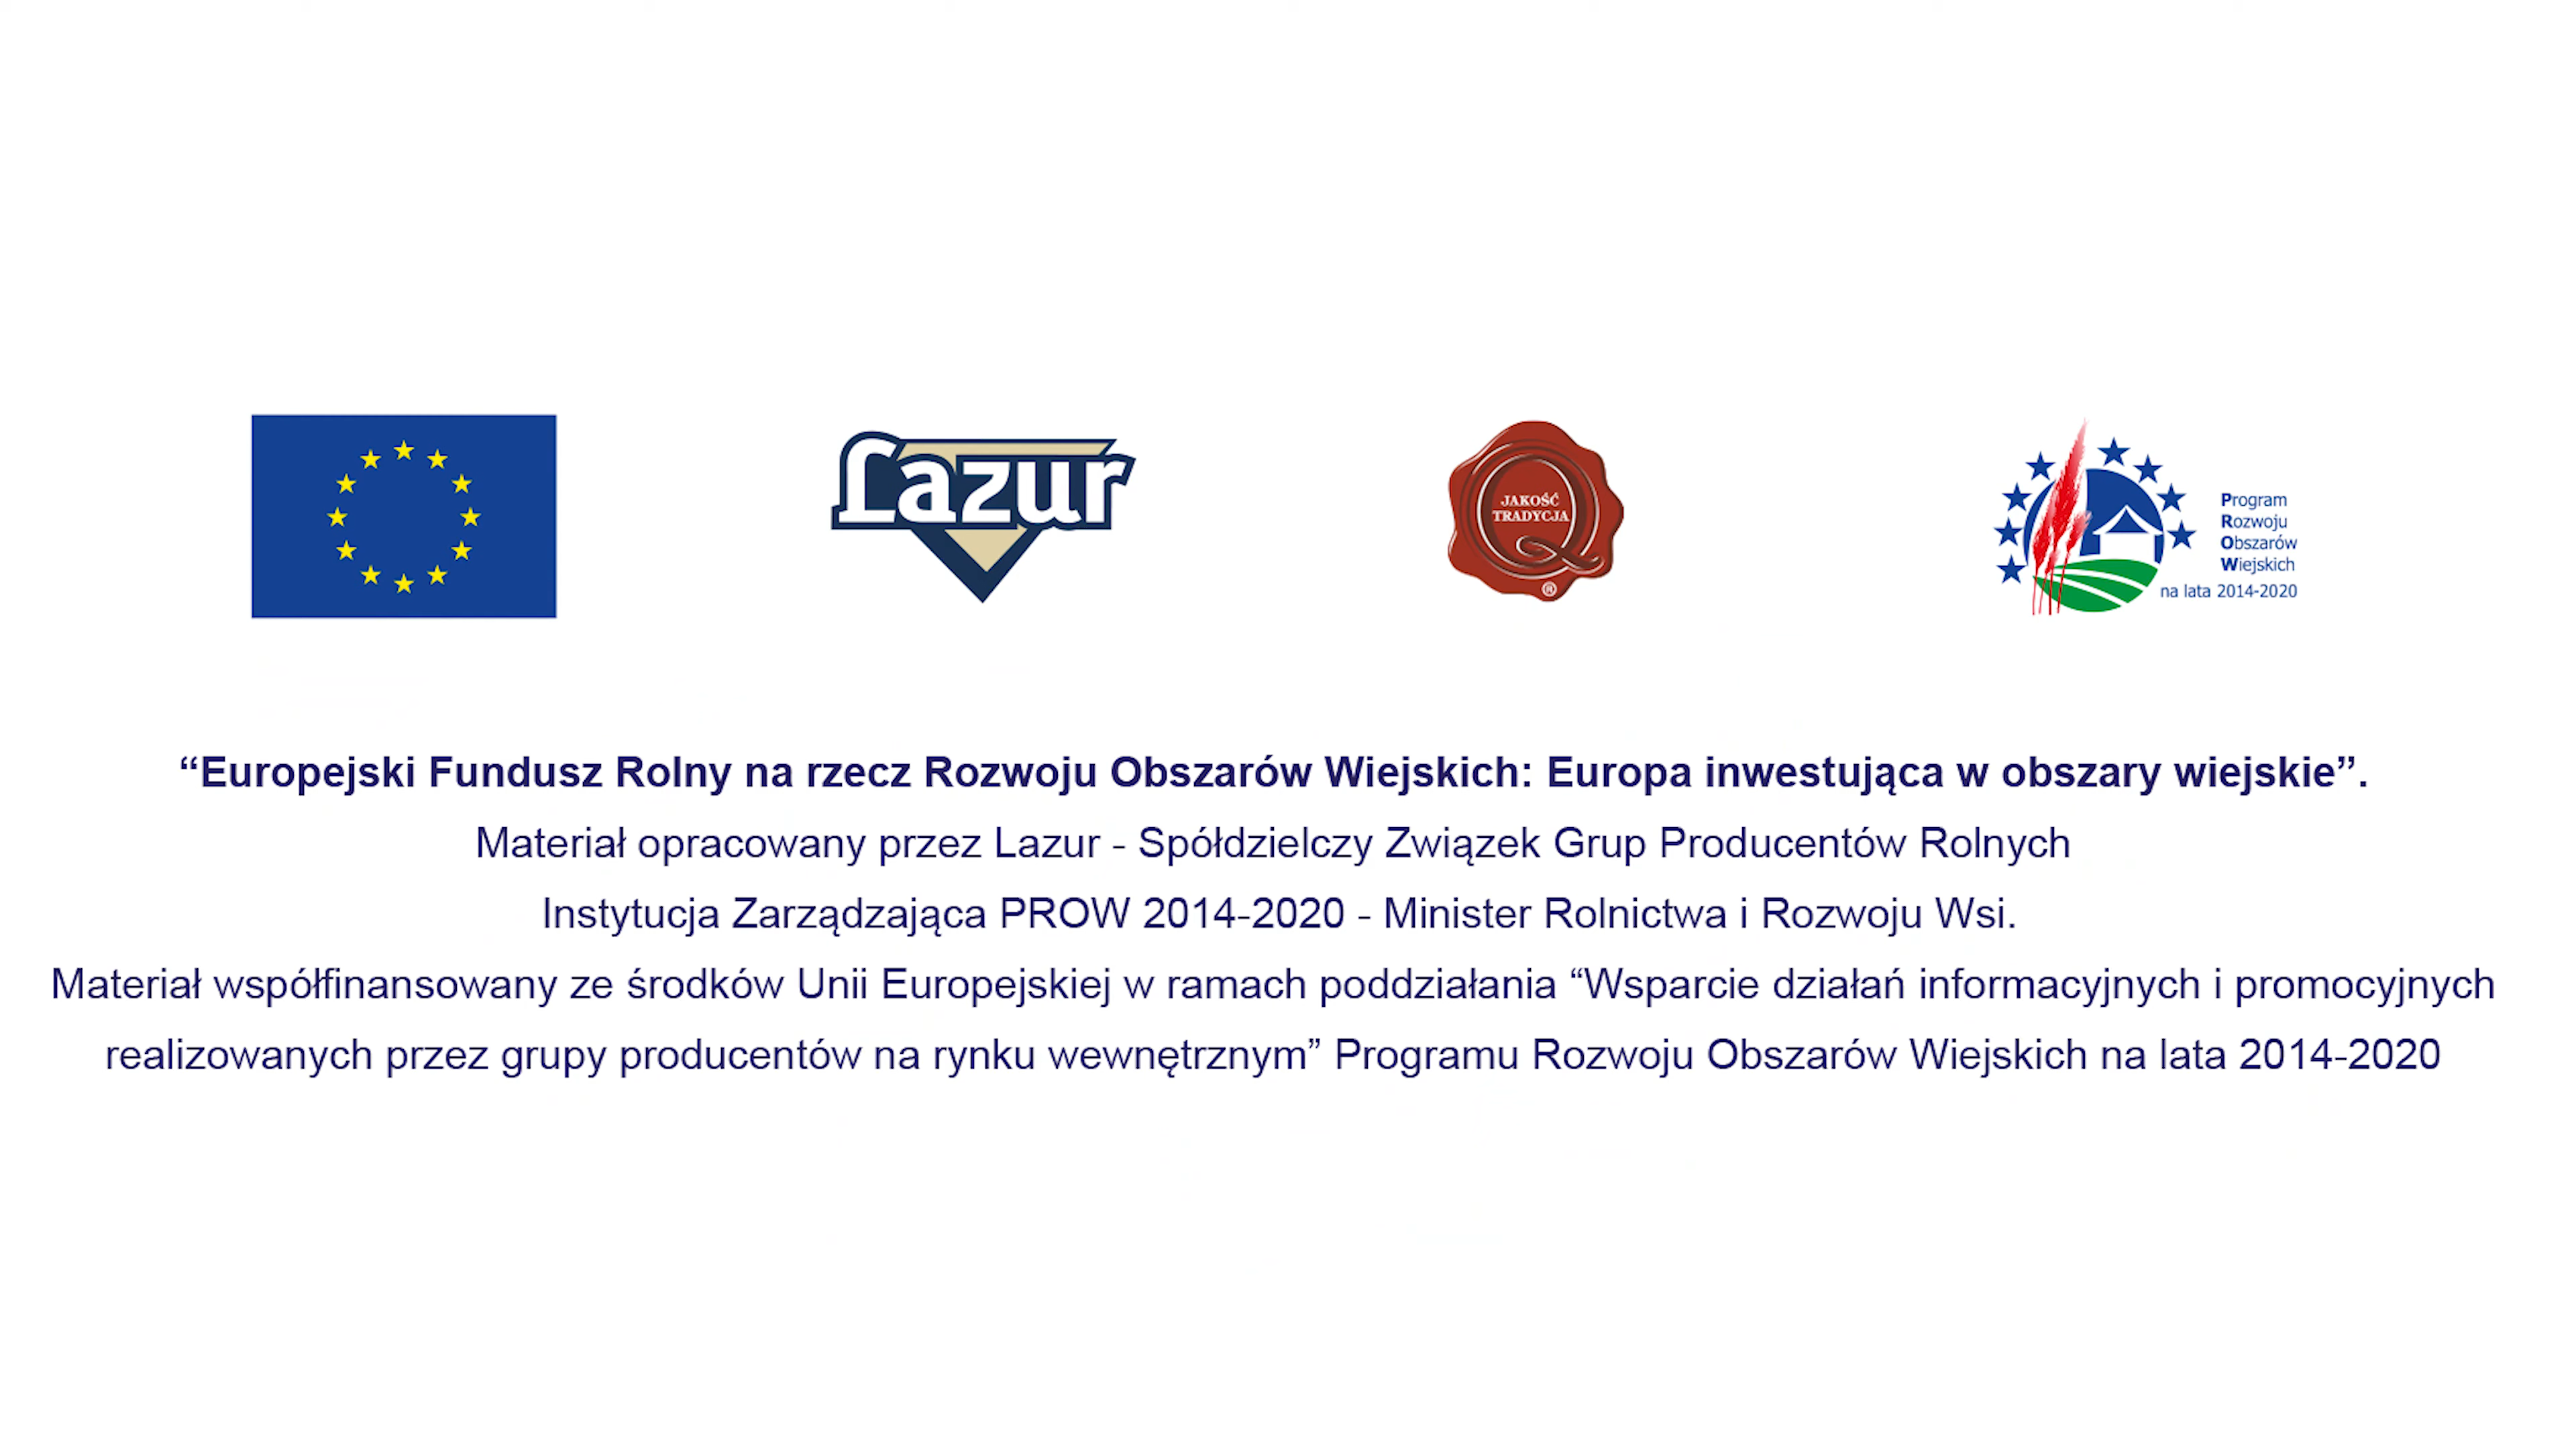 Lazur
JAKOŚĆ
TRADYCJA
Q
®
Program
Rozwoju
Obszarów
Wiejskich
na lata 2014-2020
“Europejski Fundusz Rolny na rzecz Rozwoju Obszarów Wiejskich: Europa inwestująca w obszary wiejskie”.
Materiał opracowany przez Lazur - Spółdzielczy Związek Grup Producentów Rolnych
Instytucja Zarządzająca PROW 2014-2020 - Minister Rolnictwa i Rozwoju Wsi.
Materiał współfinansowany ze środków Unii Europejskiej w ramach poddziałania “Wsparcie działań informacyjnych i promocyjnych
realizowanych przez grupy producentów na rynku wewnętrznym” Programu Rozwoju Obszarów Wiejskich na lata 2014-2020